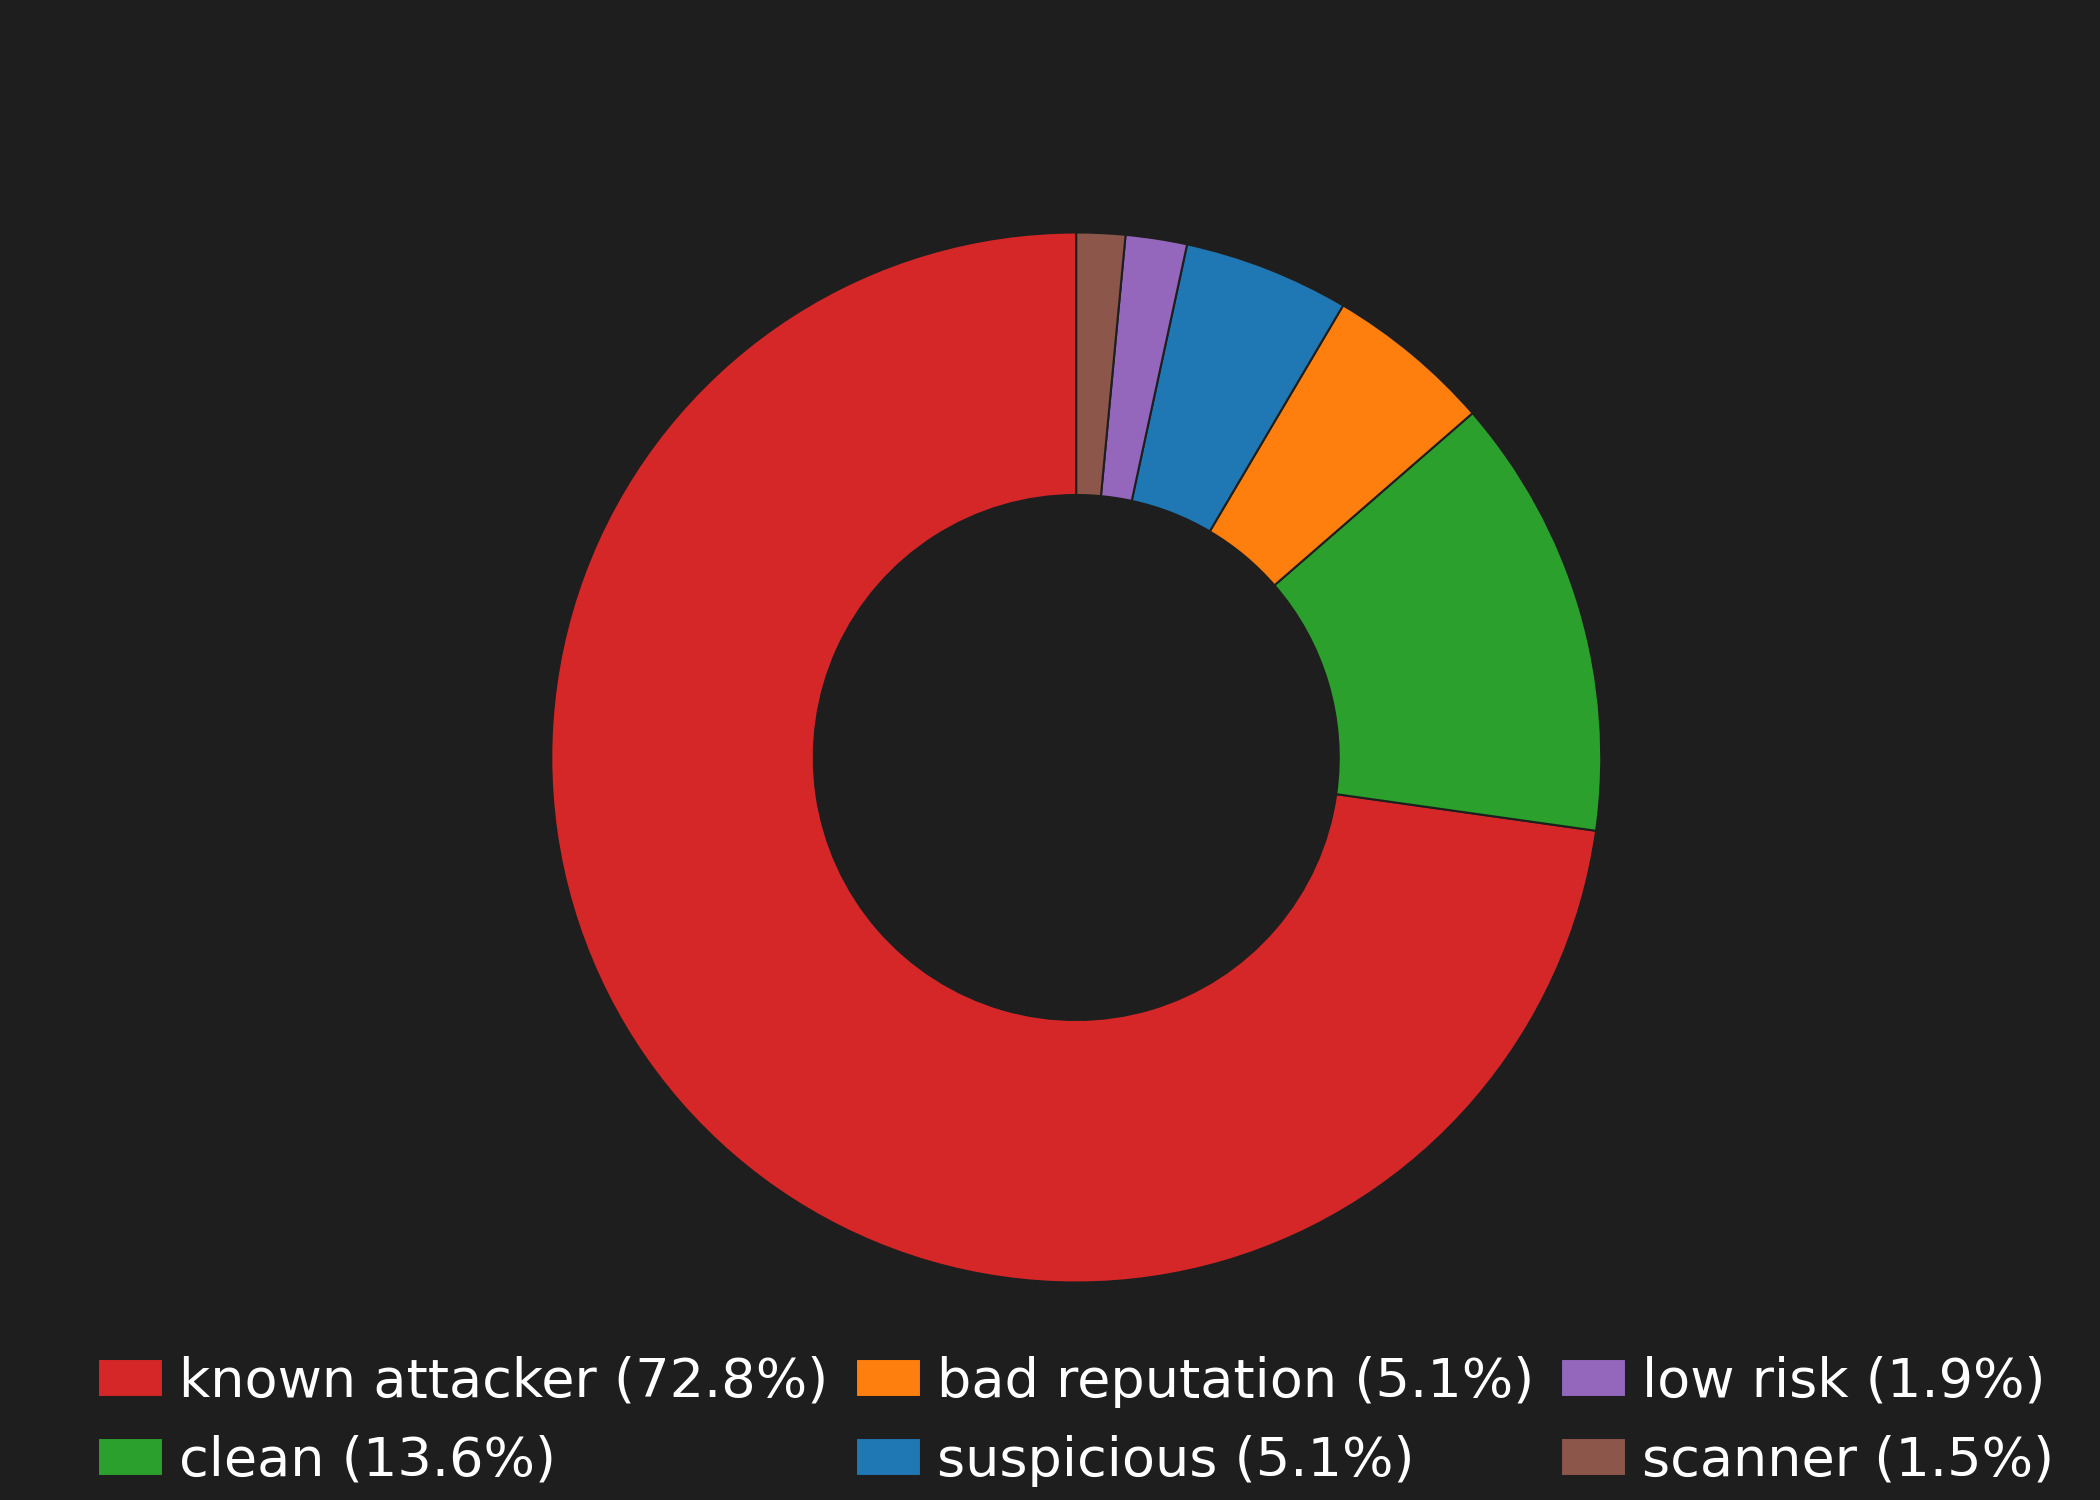 known attacker (72.8%)
clean (13.6%)
bad reputation (5.1%)
suspicious (5.1%)
low risk (1.9%)
scanner (1.5%)